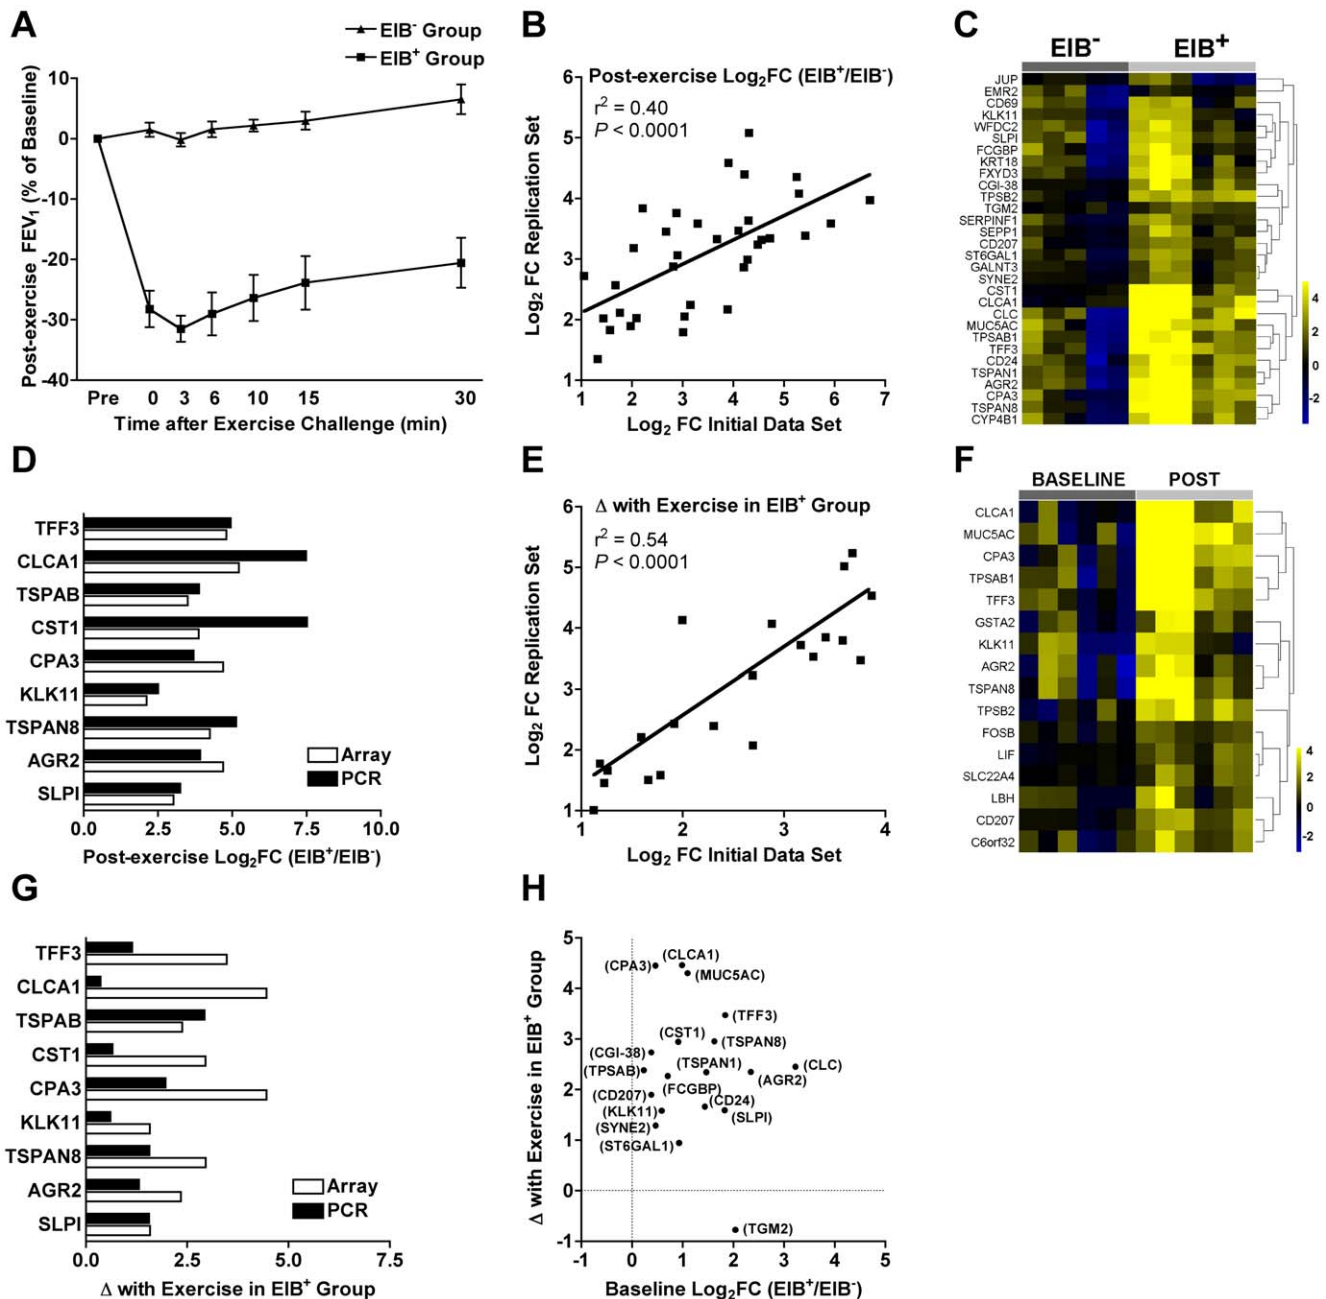 A
EIB⁻ Group
EIB⁺ Group
Post-exercise FEV₁ (% of Baseline)
10
0
-10
-20
-30
-40
Pre 0 3 6 10 15 30
Time after Exercise Challenge (min)
B
Post-exercise Log₂FC (EIB⁺/EIB⁻)
r² = 0.40
P < 0.0001
Log₂ FC Replication Set
6
5
4
3
2
1
1 2 3 4 5 6 7
Log₂ FC Initial Data Set
C
EIB⁻ EIB⁺
JUP
EMR2
CD69
KLK11
WFDC2
SLPI
FCGBP
KRT18
FXYD3
CGI-38
TPSB2
TGM2
SERPINF1
SEPP1
CD207
ST6GAL1
GALNT3
SYNE2
CST1
CLCA1
CLC
MUC5AC
TPSAB1
TFF3
CD24
TSPAN1
AGR2
CPA3
TSPAN8
CYP4B1
4
2
0
-2
D
TFF3
CLCA1
TSPAB
CST1
CPA3
KLK11
TSPAN8
AGR2
SLPI
Array
PCR
0.0 2.5 5.0 7.5 10.0
Post-exercise Log₂FC (EIB⁺/EIB⁻)
E
Δ with Exercise in EIB⁺ Group
r² = 0.54
P < 0.0001
Log₂ FC Replication Set
6
5
4
3
2
1
1 2 3 4
Log₂ FC Initial Data Set
F
BASELINE POST
CLCA1
MUC5AC
CPA3
TPSAB1
TFF3
GSTA2
KLK11
AGR2
TSPAN8
TPSB2
FOSB
LIF
SLC22A4
LBH
CD207
C6orf32
4
2
0
-2
G
TFF3
CLCA1
TSPAB
CST1
CPA3
KLK11
TSPAN8
AGR2
SLPI
Array
PCR
0.0 2.5 5.0 7.5
Δ with Exercise in EIB⁺ Group
H
Δ with Exercise in EIB⁺ Group
5
4
3
2
1
0
-1
(CLCA1)
(CPA3)
(MUC5AC)
(TFF3)
(CST1)
(TSPAN8)
(CGI-38)
(TSPAN1)
(CLC)
(TPSAB)
(AGR2)
(FCGBP)
(CD207)
(CD24)
(KLK11)
(SLPI)
(SYNE2)
(ST6GAL1)
(TGM2)
-1 0 1 2 3 4 5
Baseline Log₂FC (EIB⁺/EIB⁻)